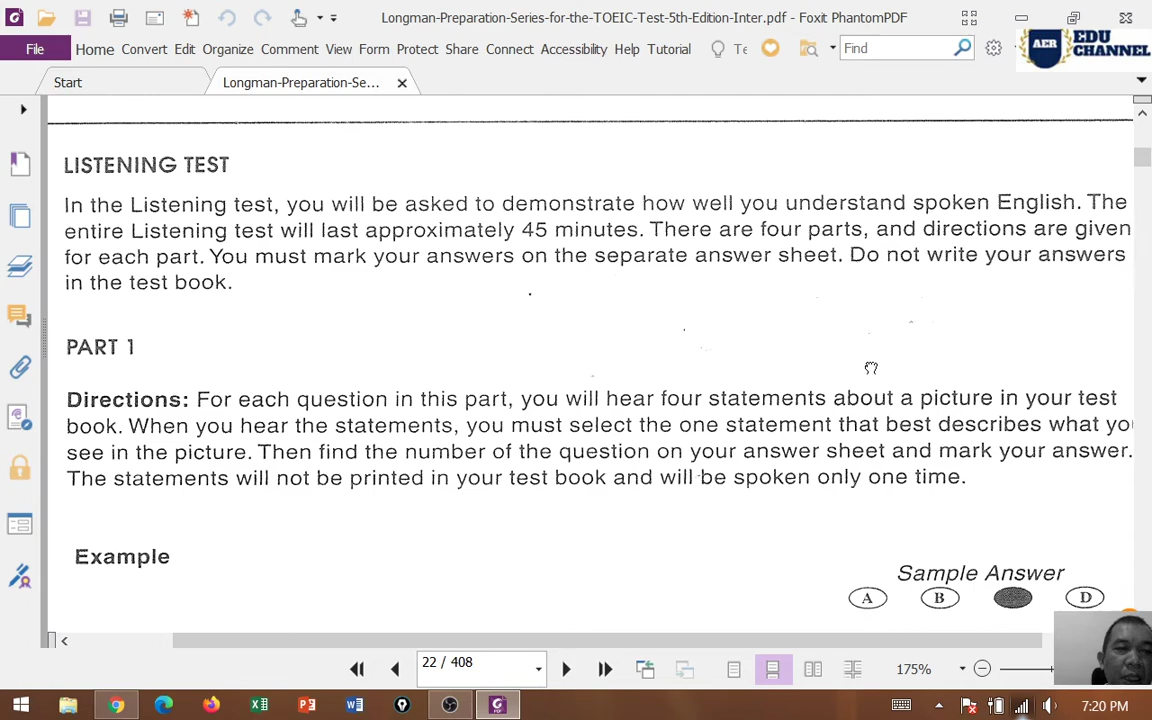 Longman-Preparation-Series-for-the-TOEIC-Test-5th-Edition-Inter.pdf - Foxit PhantomPDF
File Home Convert Edit Organize Comment View Form Protect Share Connect Accessibility Help Tutorial Te Find
AER EDU CHANNEL
Start Longman-Preparation-Se...
LISTENING TEST
In the Listening test, you will be asked to demonstrate how well you understand spoken English. The
entire Listening test will last approximately 45 minutes. There are four parts, and directions are given
for each part. You must mark your answers on the separate answer sheet. Do not write your answers
in the test book.
PART 1
Directions: For each question in this part, you will hear four statements about a picture in your test
book. When you hear the statements, you must select the one statement that best describes what yo
see in the picture. Then find the number of the question on your answer sheet and mark your answer.
The statements will not be printed in your test book and will be spoken only one time.
Example
Sample Answer
A B D
22 / 408 175%
7:20 PM